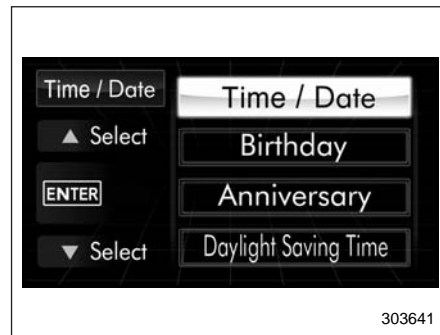 Time / Date
▲ Select
ENTER
▼ Select
Time / Date
Birthday
Anniversary
Daylight Saving Time
303641